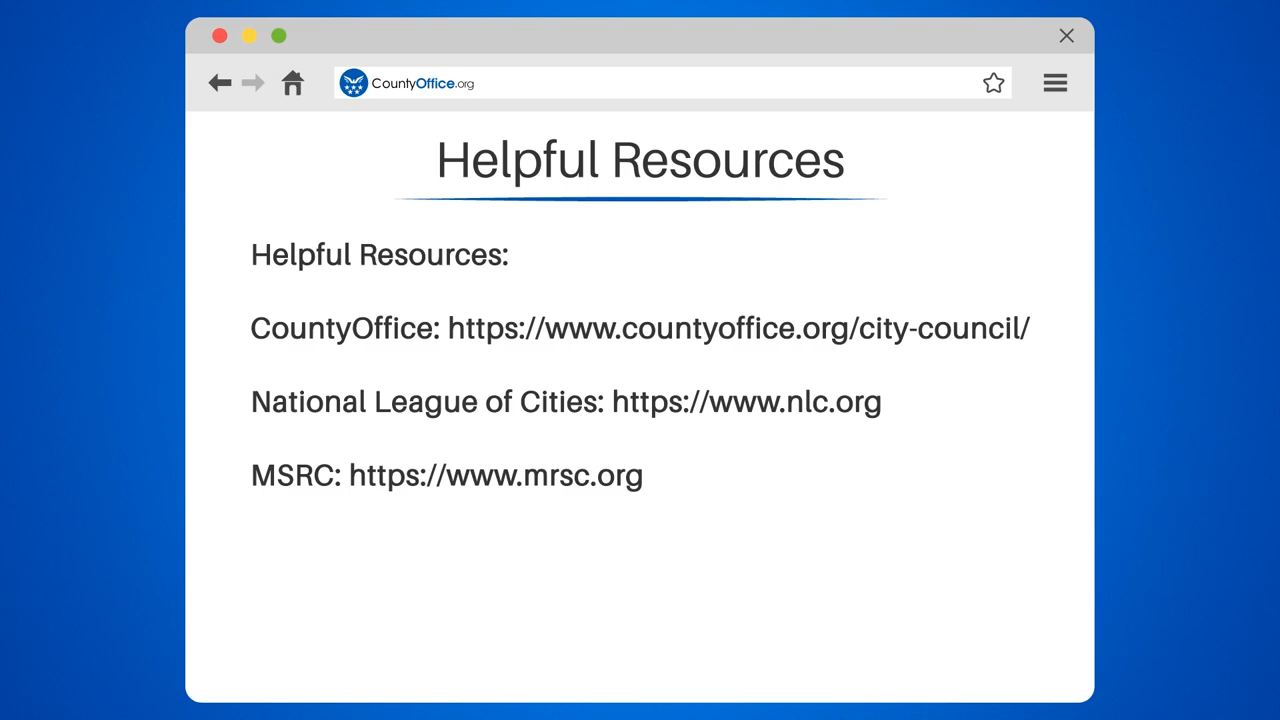 CountyOffice.org
Helpful Resources
Helpful Resources:
CountyOffice: https://www.countyoffice.org/city-council/
National League of Cities: https://www.nlc.org
MSRC: https://www.mrsc.org